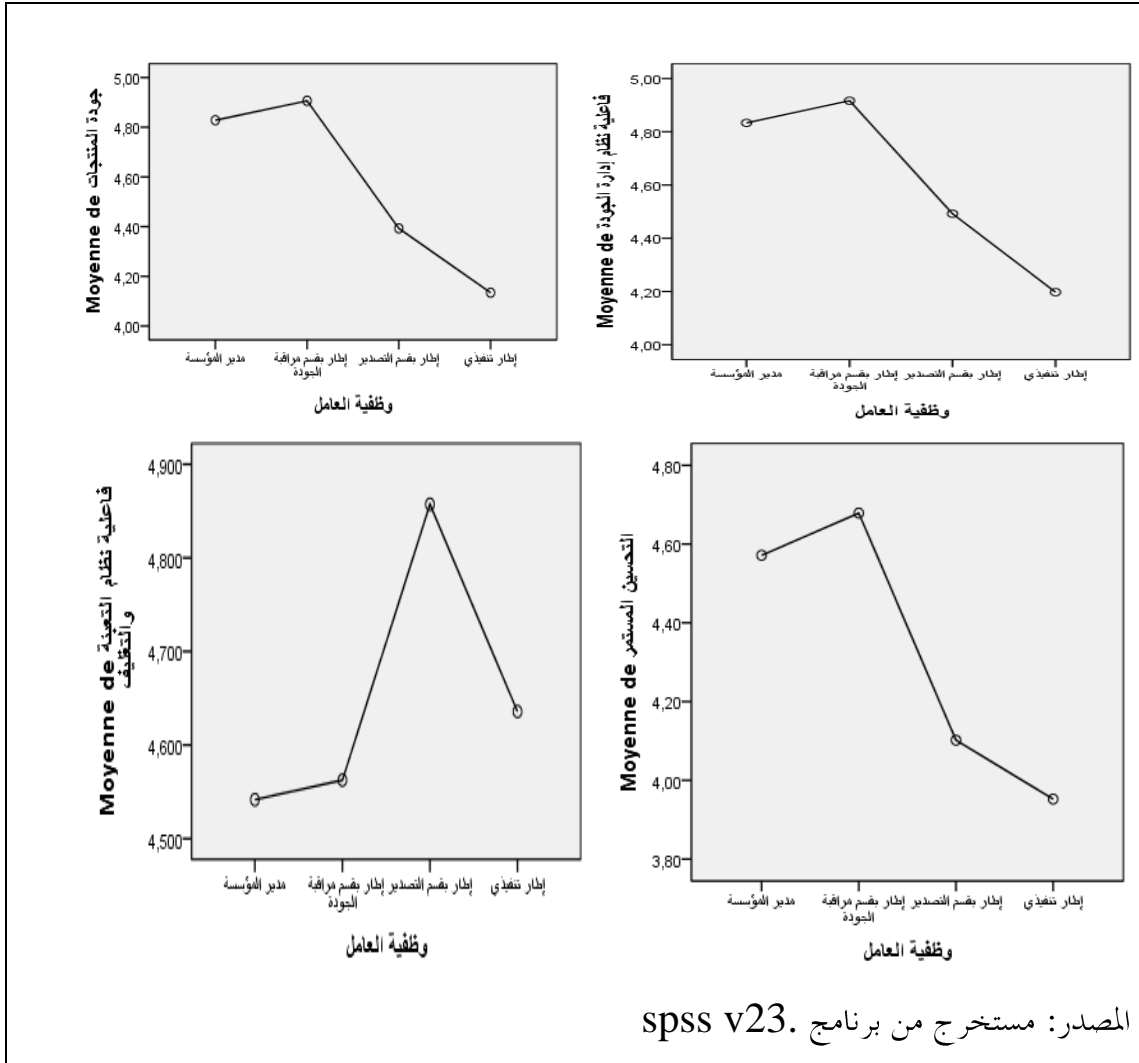 Moyenne de جودة المنتجات
5,00
4,80
4,60
4,40
4,20
4,00
مدير المؤسسة
إطار بقسم مراقبة
الجودة
إطار بقسم التصدير
إطار تنفيذي
وظفية العامل
Moyenne de فاعلية نظام إدارة الجودة
5,00
4,80
4,60
4,40
4,20
4,00
مدير المؤسسة
إطار بقسم مراقبة
الجودة
إطار بقسم التصدير
إطار تنفيذي
وظفية العامل
Moyenne de فاعلية نظام التعبئة
والتغليف
4,900
4,800
4,700
4,600
4,500
مدير المؤسسة
إطار بقسم مراقبة
الجودة
إطار بقسم التصدير
إطار تنفيذي
وظفية العامل
Moyenne de التحسين المستمر
4,80
4,60
4,40
4,20
4,00
3,80
مدير المؤسسة
إطار بقسم مراقبة
الجودة
إطار بقسم التصدير
إطار تنفيذي
وظفية العامل
المصدر: مستخرج من برنامج .spss v23